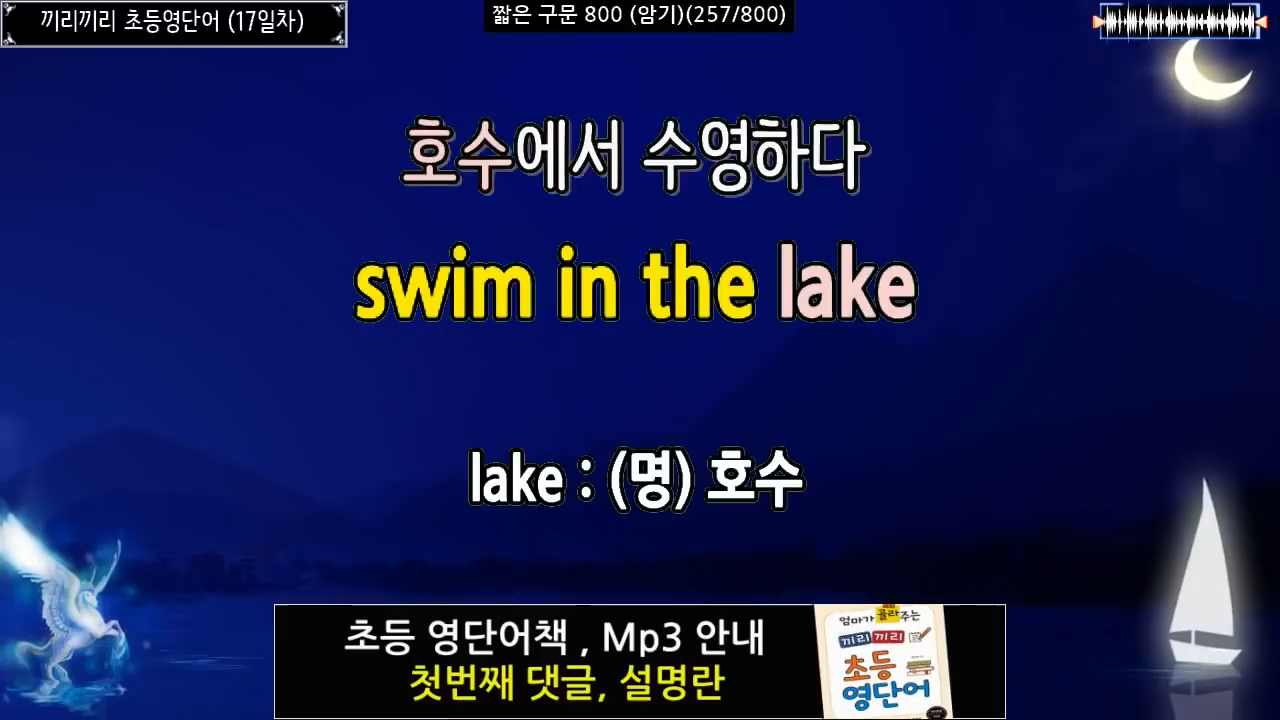 끼리끼리 초등영단어 (17일차)
짧은 구문 800 (암기)(257/800)
호수에서 수영하다
swim in the lake
lake : (명) 호수
초등 영단어책 , Mp3 안내
첫번째 댓글, 설명란
엄마가 골라주는
끼리끼리
초등
영단어